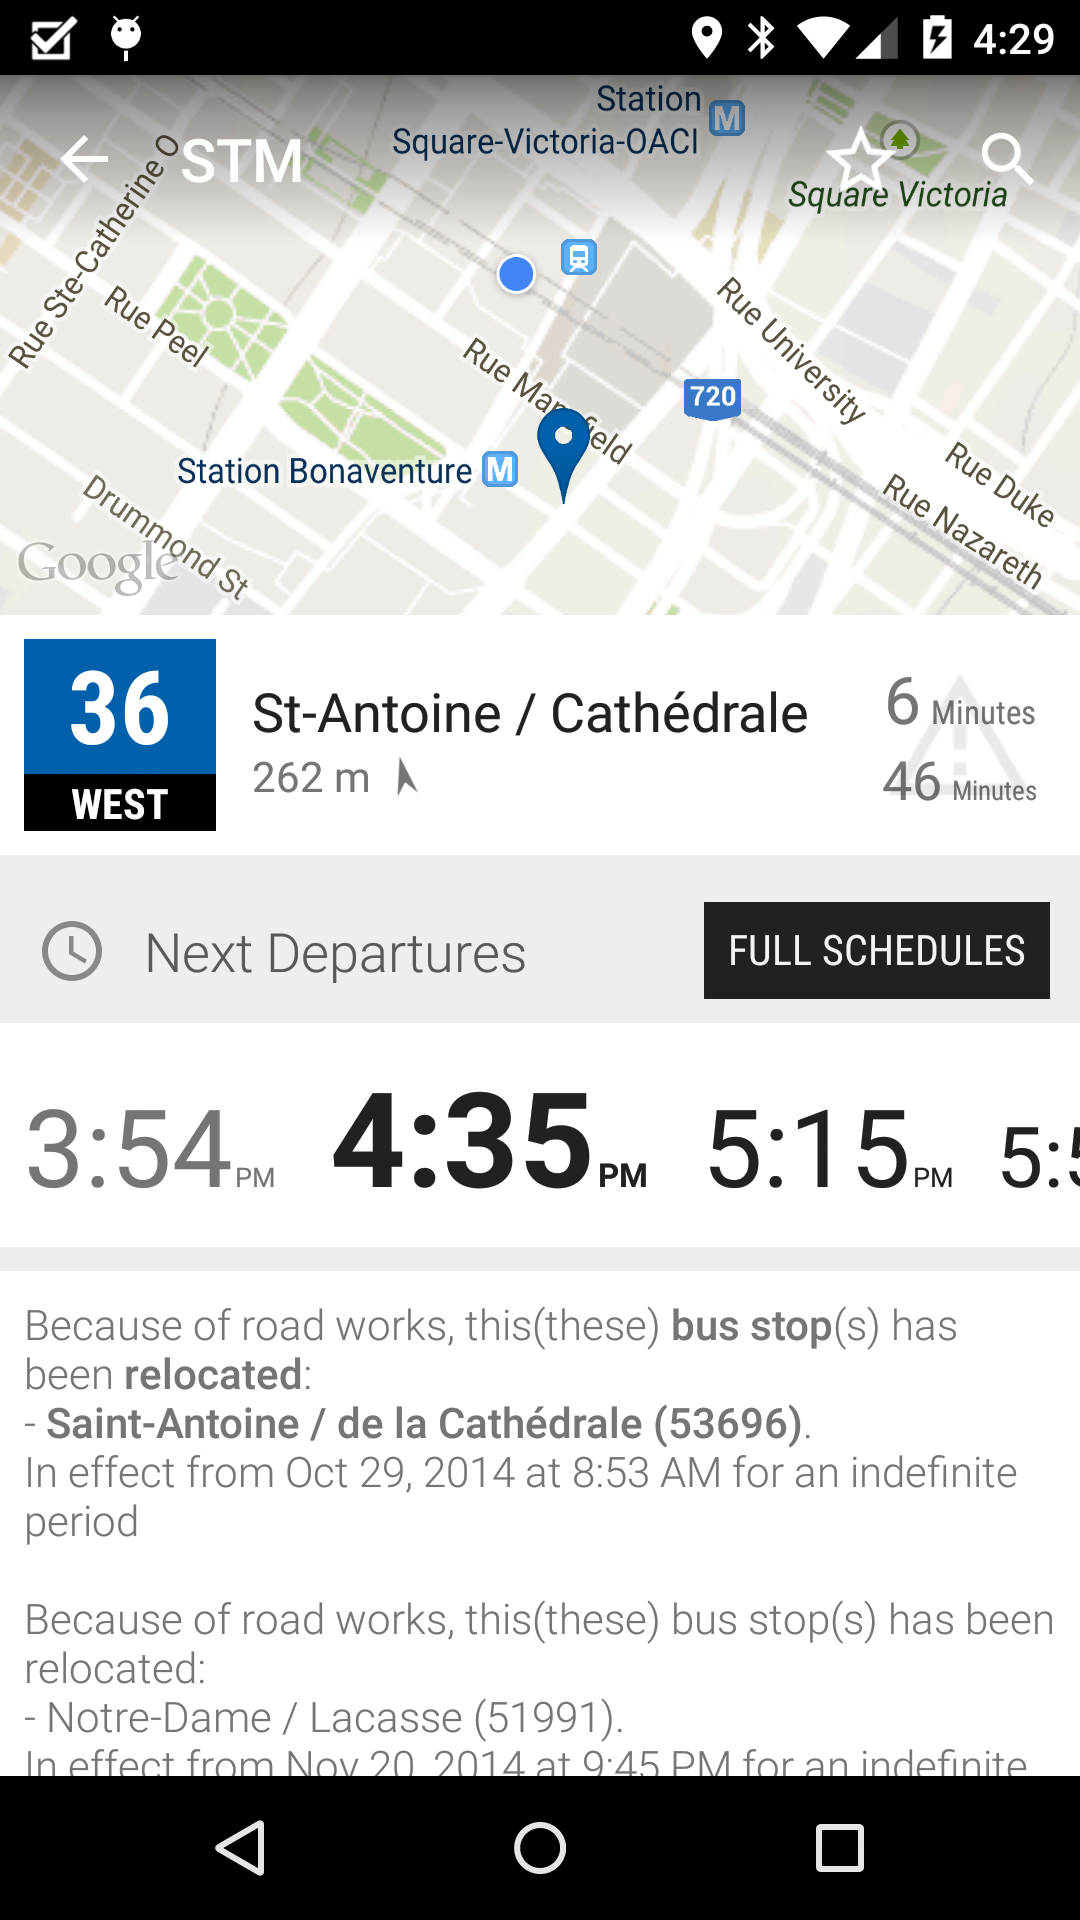 4:29
Station
Square-Victoria-OACI
M
STM
Square Victoria
Rue Ste-Catherine O
Rue Peel
Rue University
Rue Mansfield
720
Station Bonaventure
M
Rue Duke
Rue Nazareth
Drummond St
Google
36
WEST
St-Antoine / Cathédrale
262 m
6 Minutes
46 Minutes
Next Departures
FULL SCHEDULES
3:54 PM
4:35 PM
5:15 PM
Because of road works, this(these) bus stop(s) has
been relocated:
- Saint-Antoine / de la Cathédrale (53696).
In effect from Oct 29, 2014 at 8:53 AM for an indefinite
period
Because of road works, this(these) bus stop(s) has been
relocated:
- Notre-Dame / Lacasse (51991).
In effect from Nov 20, 2014 at 9:45 PM for an indefinite